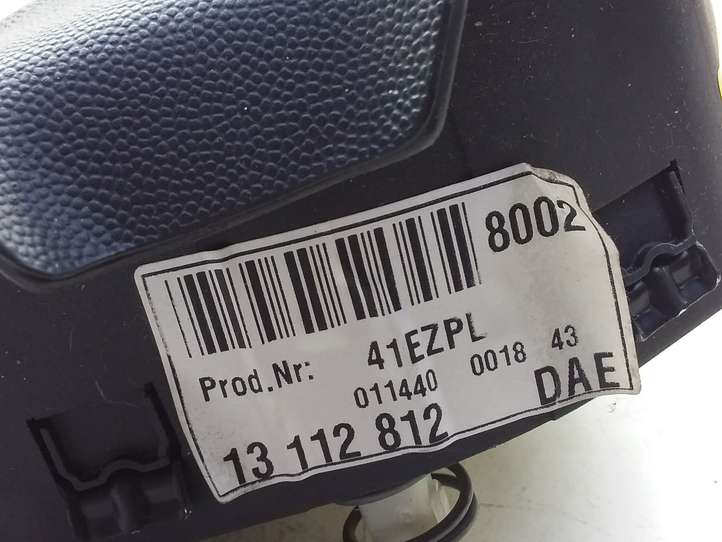 8002
Prod.Nr: 41EZPL
011440 0018 43
13 112 812 DAE